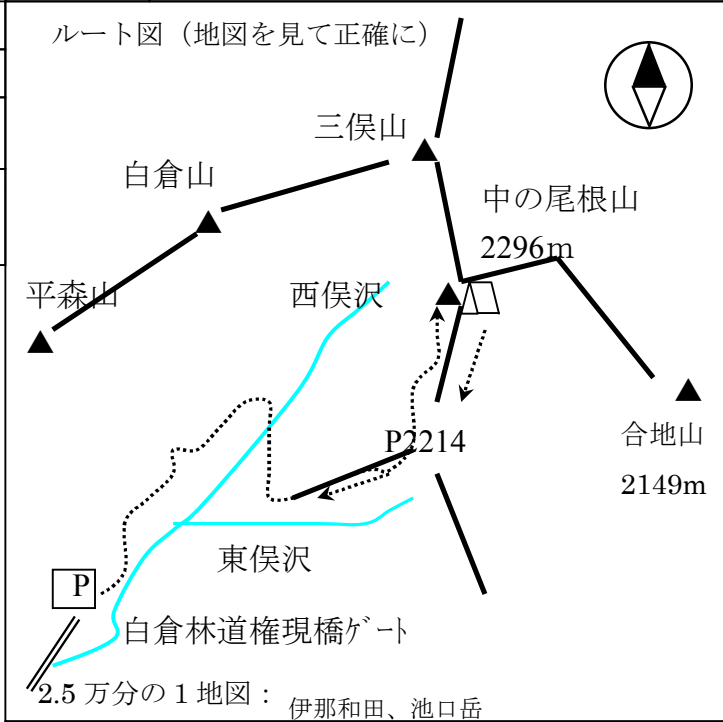 ルート図（地図を見て正確に）
三俣山
白倉山
中の尾根山
2296m
平森山
西俣沢
P2214
合地山
2149m
東俣沢
P
白倉林道権現橋ｹﾞｰﾄ
2.5 万分の 1 地図： 伊那和田、池口岳